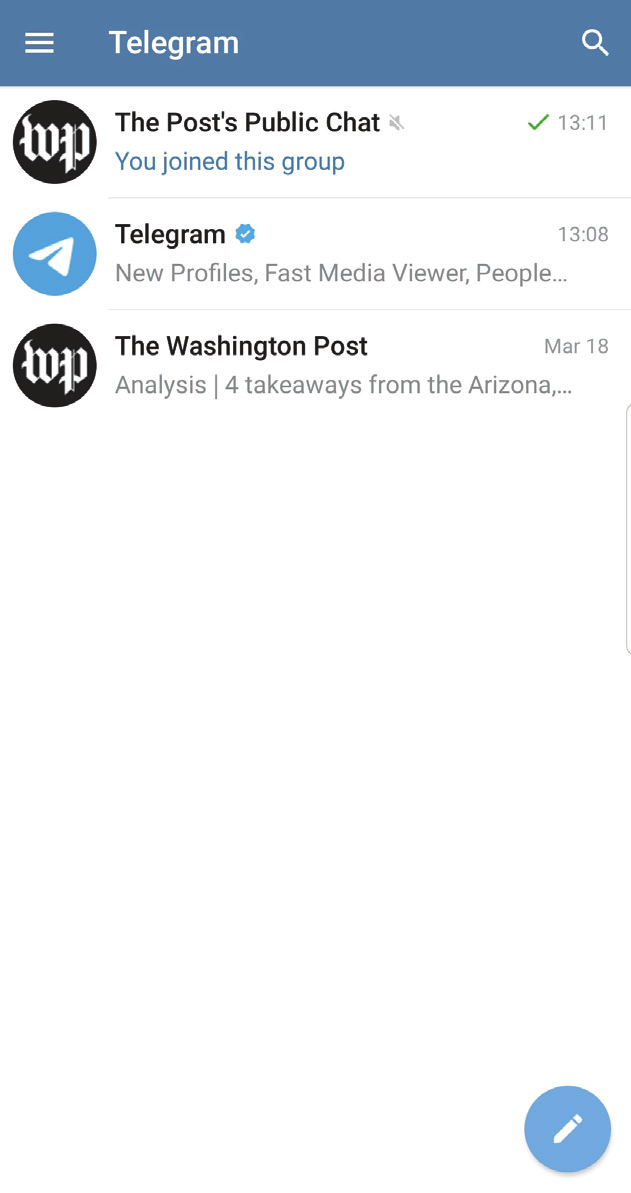 Telegram
The Post's Public Chat 13:11
You joined this group
Telegram 13:08
New Profiles, Fast Media Viewer, People...
The Washington Post Mar 18
Analysis | 4 takeaways from the Arizona,...
wp
wp